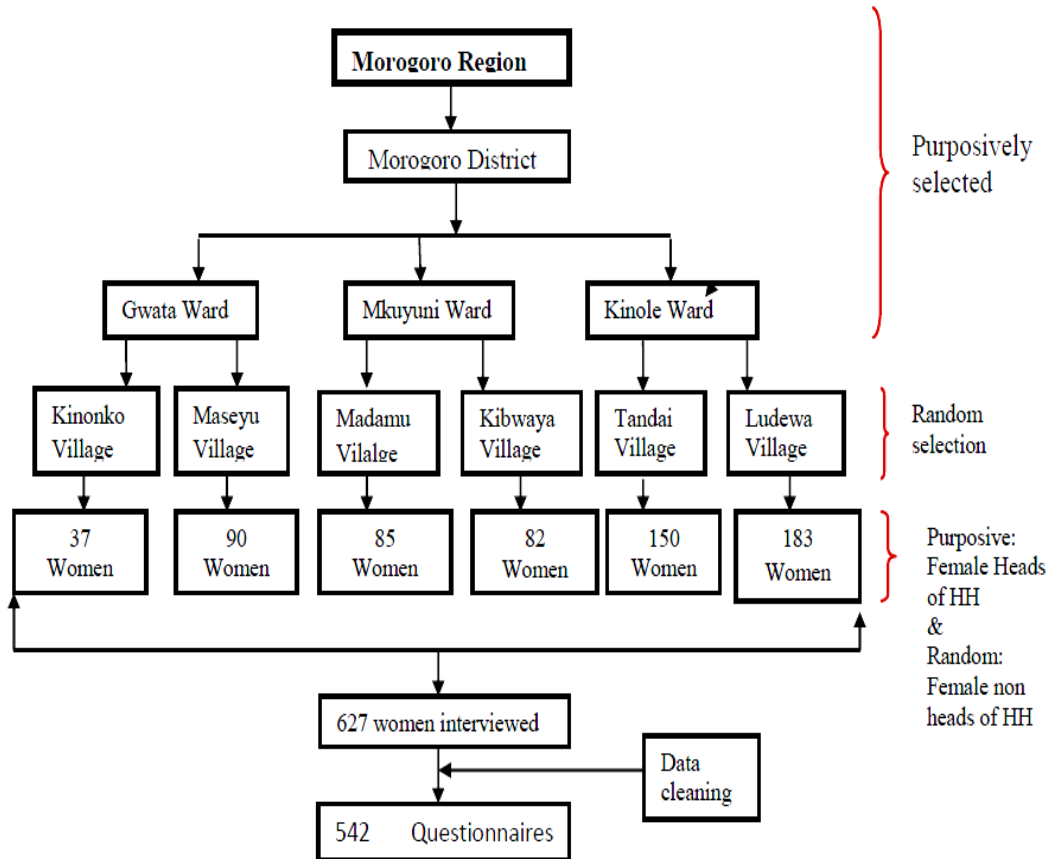 Morogoro Region
Morogoro District
Purposively
selected
Gwata Ward
Mkuyuni Ward
Kinole Ward
Kinonko
Village
Maseyu
Village
Madamu
Vilalge
Kibwaya
Village
Tandai
Village
Ludewa
Village
Random
selection
37
Women
90
Women
85
Women
82
Women
150
Women
183
Women
Purposive:
Female Heads
of HH
&
Random:
Female non
heads of HH
627 women interviewed
Data
cleaning
542 Questionnaires